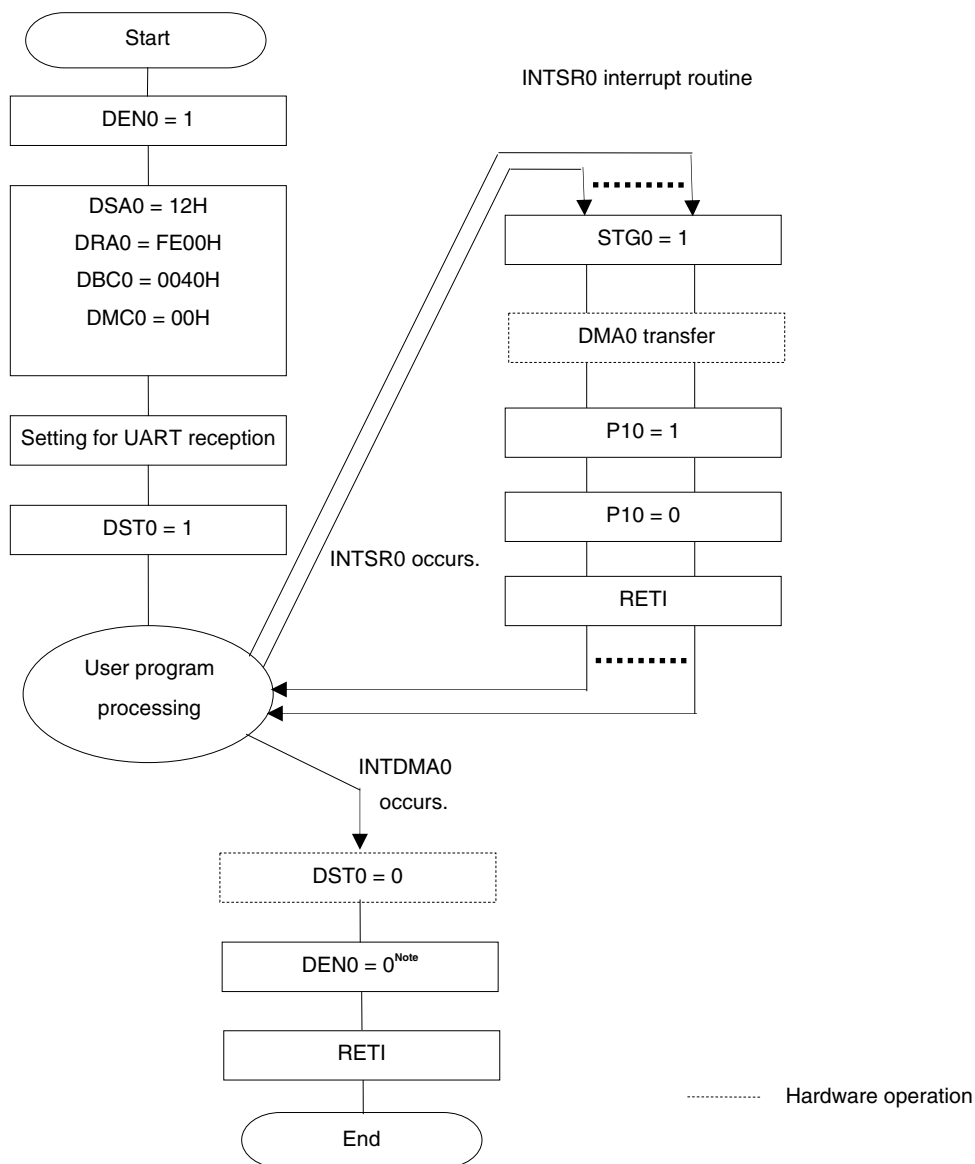 Start
DEN0 = 1
DSA0 = 12H
DRA0 = FE00H
DBC0 = 0040H
DMC0 = 00H
Setting for UART reception
DST0 = 1
User program
processing
INTSR0 occurs.
INTSR0 interrupt routine
STG0 = 1
DMA0 transfer
P10 = 1
P10 = 0
RETI
INTDMA0
occurs.
DST0 = 0
DEN0 = 0Note
RETI
End
Hardware operation